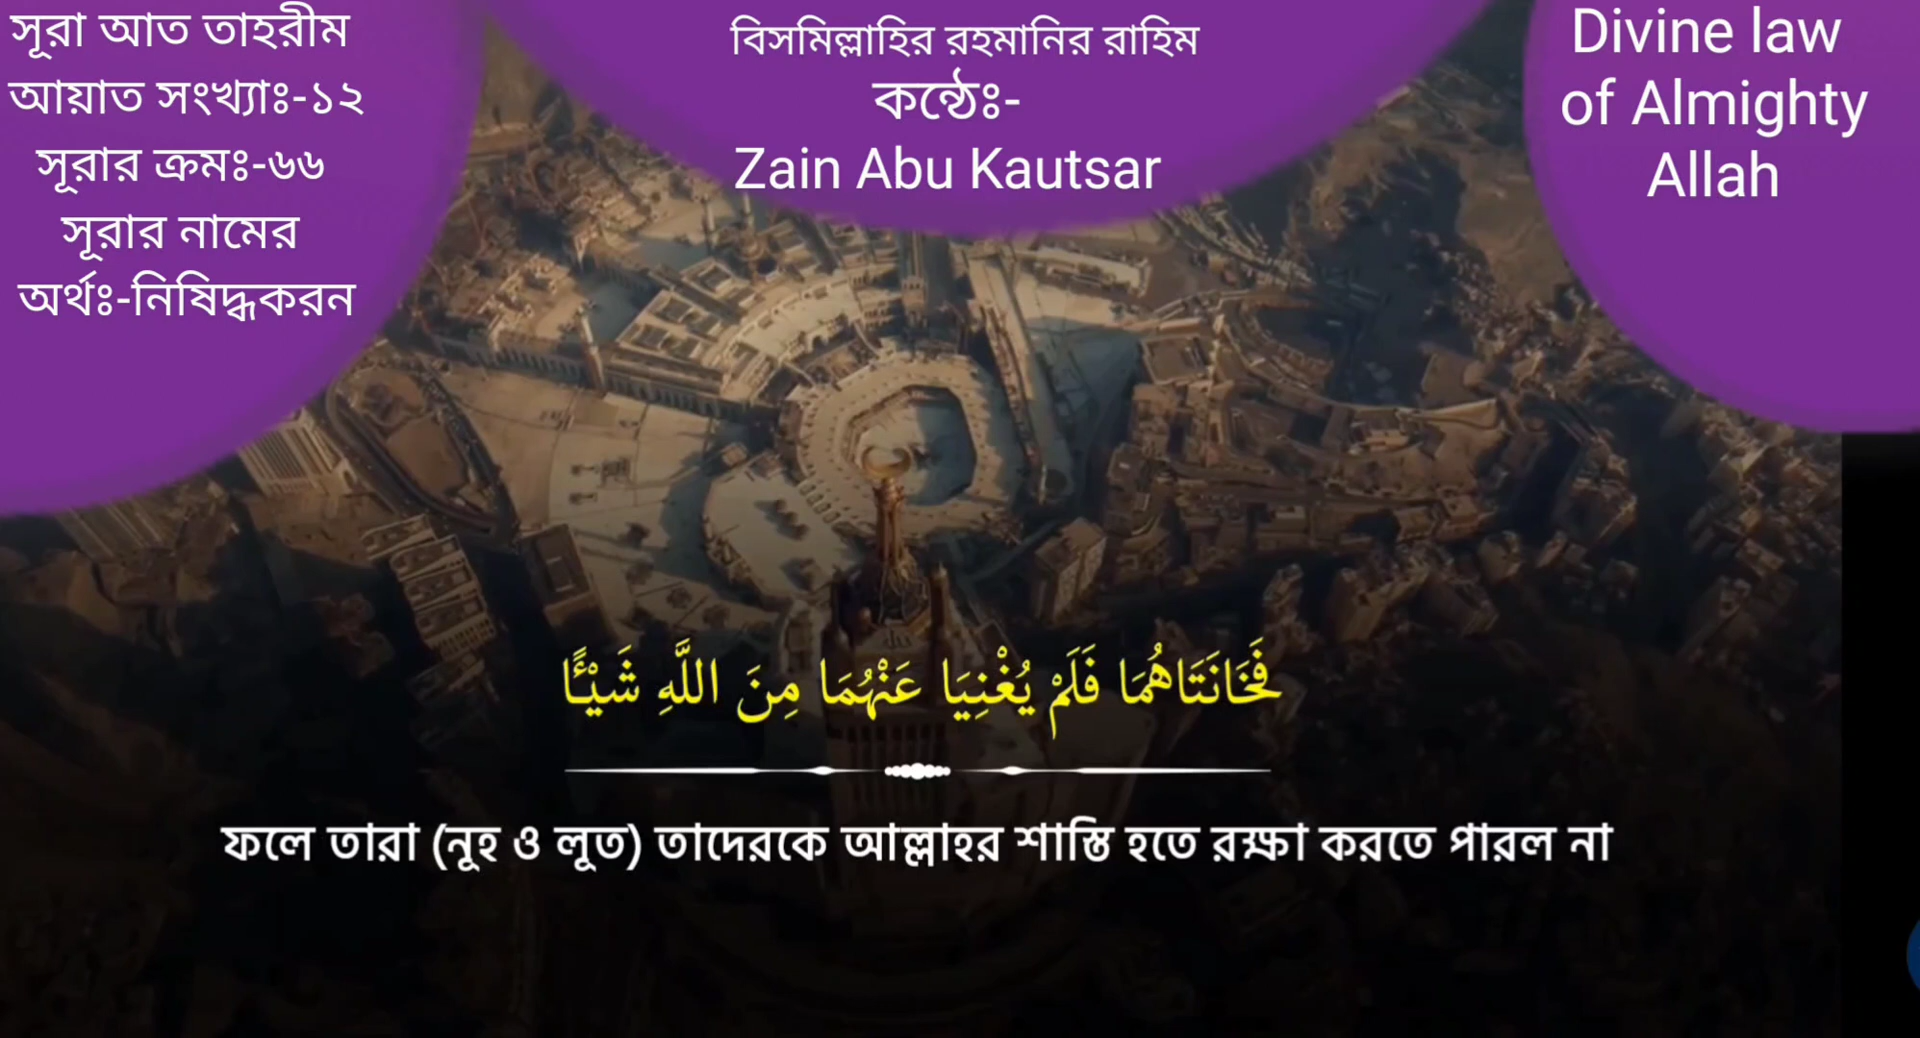 সূরা আত তাহরীম
আয়াত সংখ্যাঃ-১২
সূরার ক্রমঃ-৬৬
সূরার নামের
অর্থঃ-নিষিদ্ধকরন
বিসমিল্লাহির রহমানির রাহিম
কন্ঠেঃ-
Zain Abu Kautsar
Divine law
of Almighty
Allah
فَخَانَتَاهُمَا فَلَمْ يُغْنِيَا عَنْهُمَا مِنَ اللَّهِ شَيْـًٔا
ফলে তারা (নূহ ও লূত) তাদেরকে আল্লাহর শাস্তি হতে রক্ষা করতে পারল না